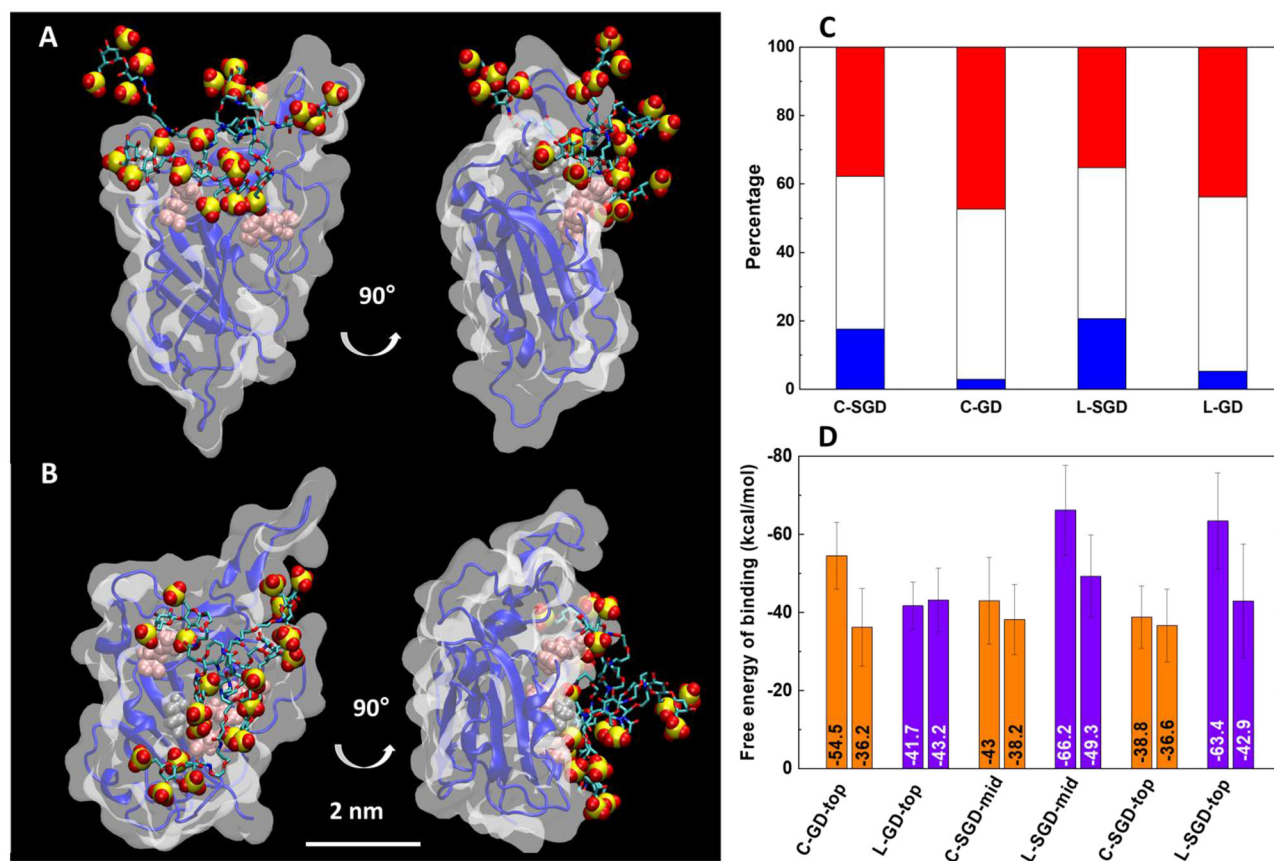 A
90°
B
90°
2 nm
C
Percentage
100
80
60
40
20
0
C-SGD
C-GD
L-SGD
L-GD
D
Free energy of binding (kcal/mol)
-80
-60
-40
-20
0
-54.5
-36.2
-41.7
-43.2
-43
-38.2
-66.2
-49.3
-38.8
-36.6
-63.4
-42.9
C-GD-top
L-GD-top
C-SGD-mid
L-SGD-mid
C-SGD-top
L-SGD-top